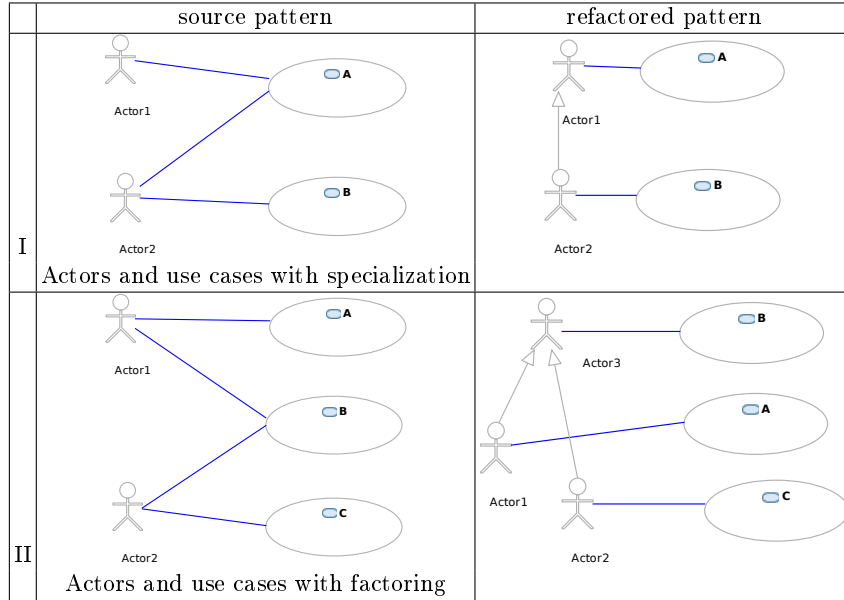 source pattern
refactored pattern
A
Actor1
B
Actor2
I
Actors and use cases with specialization
A
Actor1
B
Actor2
A
Actor1
B
C
Actor2
II
Actors and use cases with factoring
B
Actor3
A
Actor1
C
Actor2